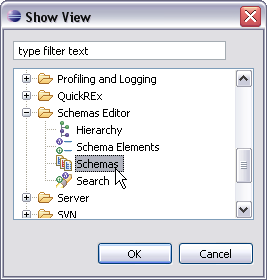 Show View
type filter text
Profiling and Logging
QuickREx
Schemas Editor
Hierarchy
Schema Elements
Schemas
Search
Server
SVN
OK
Cancel